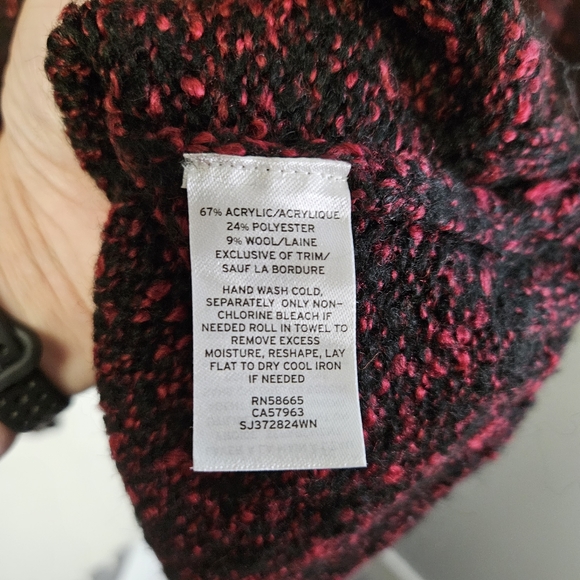 67% ACRYLIC/ACRYLIQUE
24% POLYESTER
9% WOOL/LAINE
EXCLUSIVE OF TRIM/
SAUF LA BORDURE
HAND WASH COLD,
SEPARATELY ONLY NON-
CHLORINE BLEACH IF
NEEDED ROLL IN TOWEL TO
REMOVE EXCESS
MOISTURE, RESHAPE, LAY
FLAT TO DRY COOL IRON
IF NEEDED
RN58665
CA57963
SJ372824WN